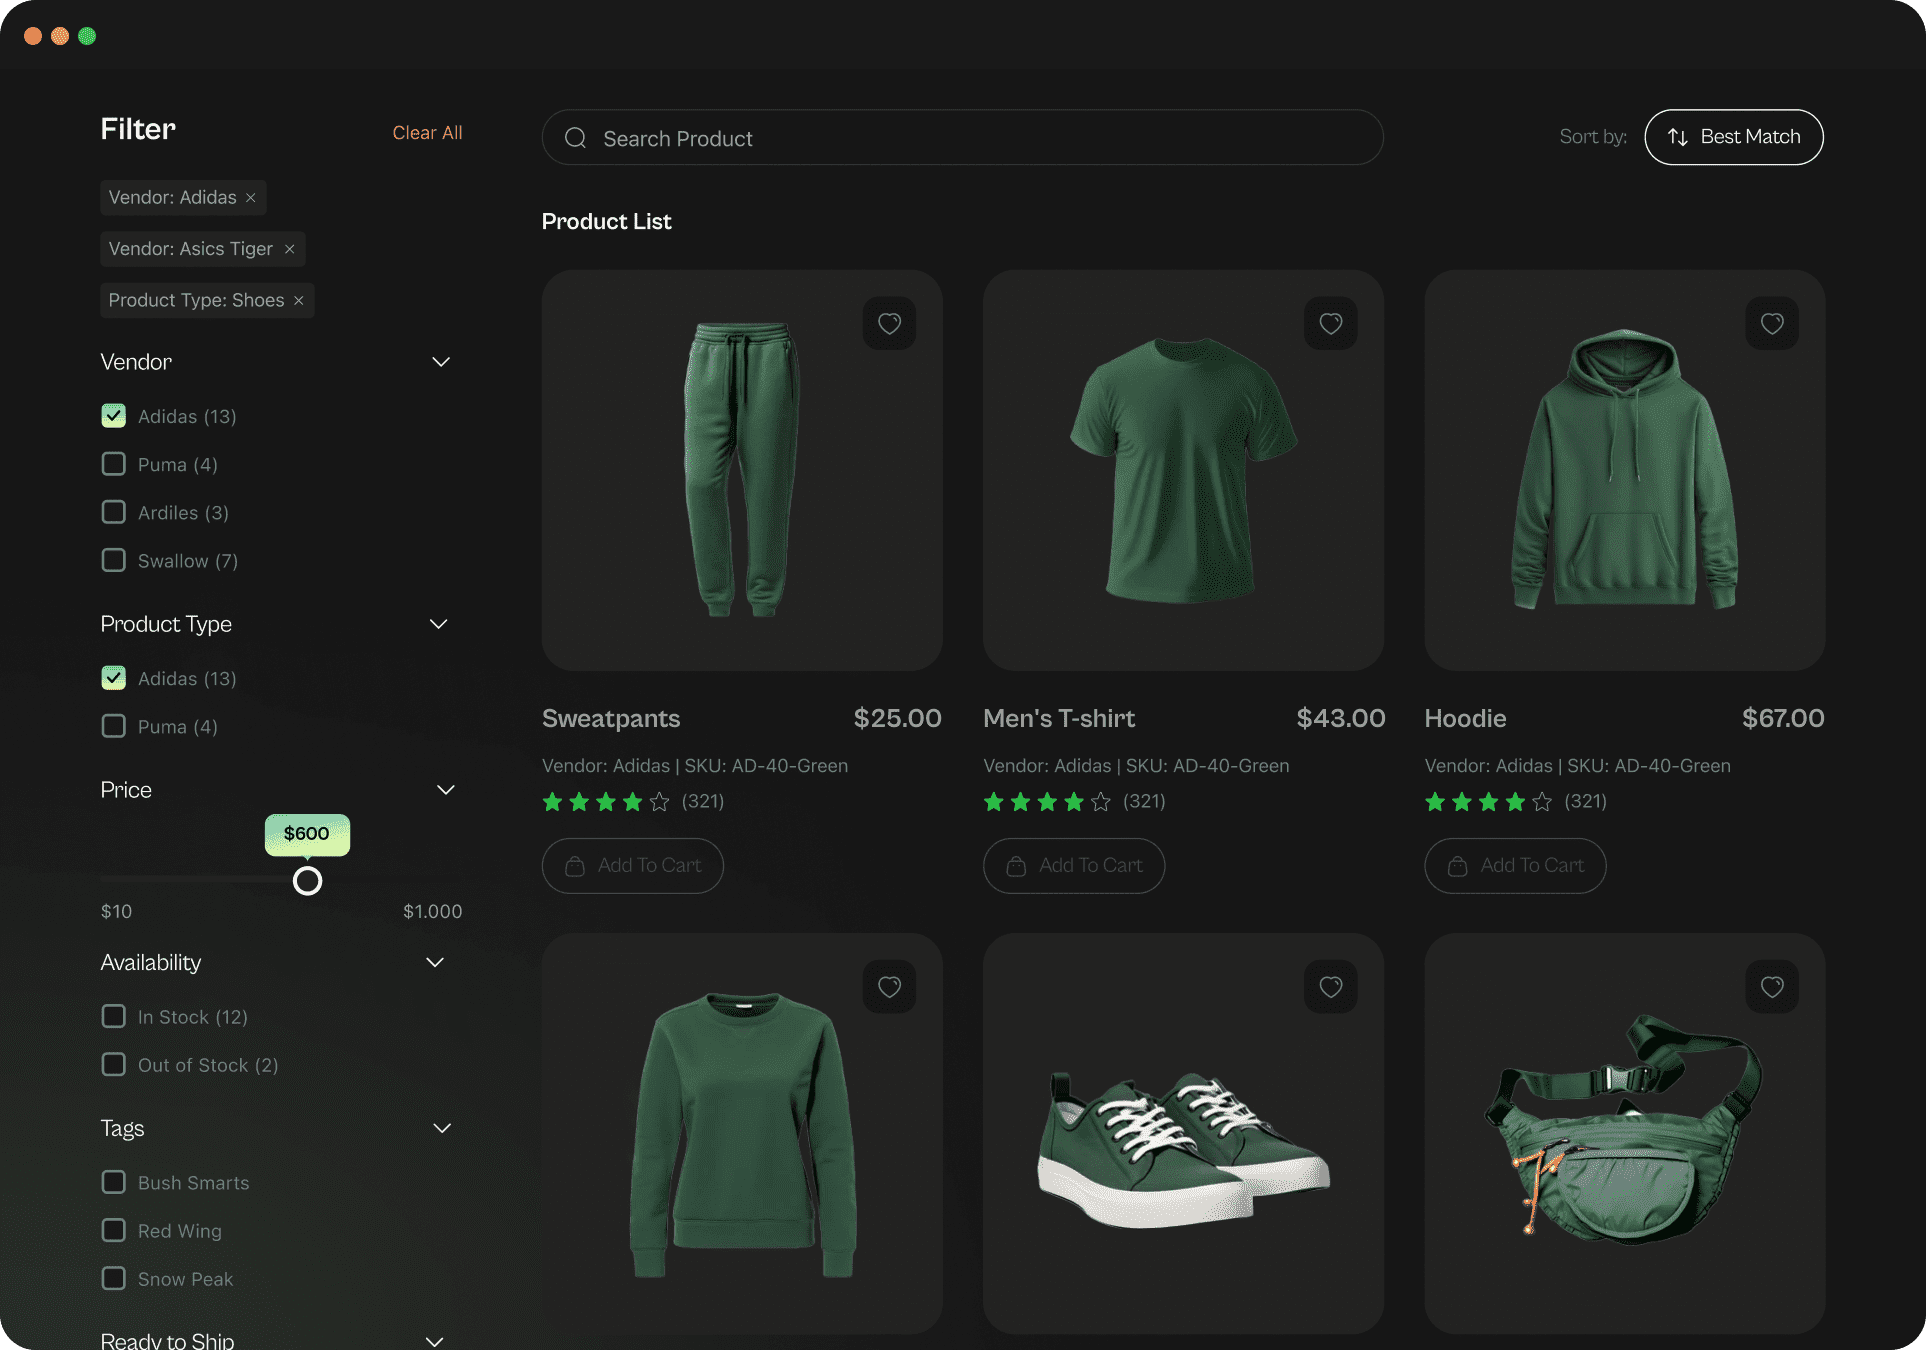 Filter
Clear All
Vendor: Adidas ×
Vendor: Asics Tiger ×
Product Type: Shoes ×
Vendor
Adidas (13)
Puma (4)
Ardiles (3)
Swallow (7)
Product Type
Adidas (13)
Puma (4)
Price
$600
$10
$1.000
Availability
In Stock (12)
Out of Stock (2)
Tags
Bush Smarts
Red Wing
Snow Peak
Ready to Ship
Search Product
Sort by:
Best Match
Product List
Sweatpants
$25.00
Vendor: Adidas | SKU: AD-40-Green
(321)
Add To Cart
Men's T-shirt
$43.00
Vendor: Adidas | SKU: AD-40-Green
(321)
Add To Cart
Hoodie
$67.00
Vendor: Adidas | SKU: AD-40-Green
(321)
Add To Cart